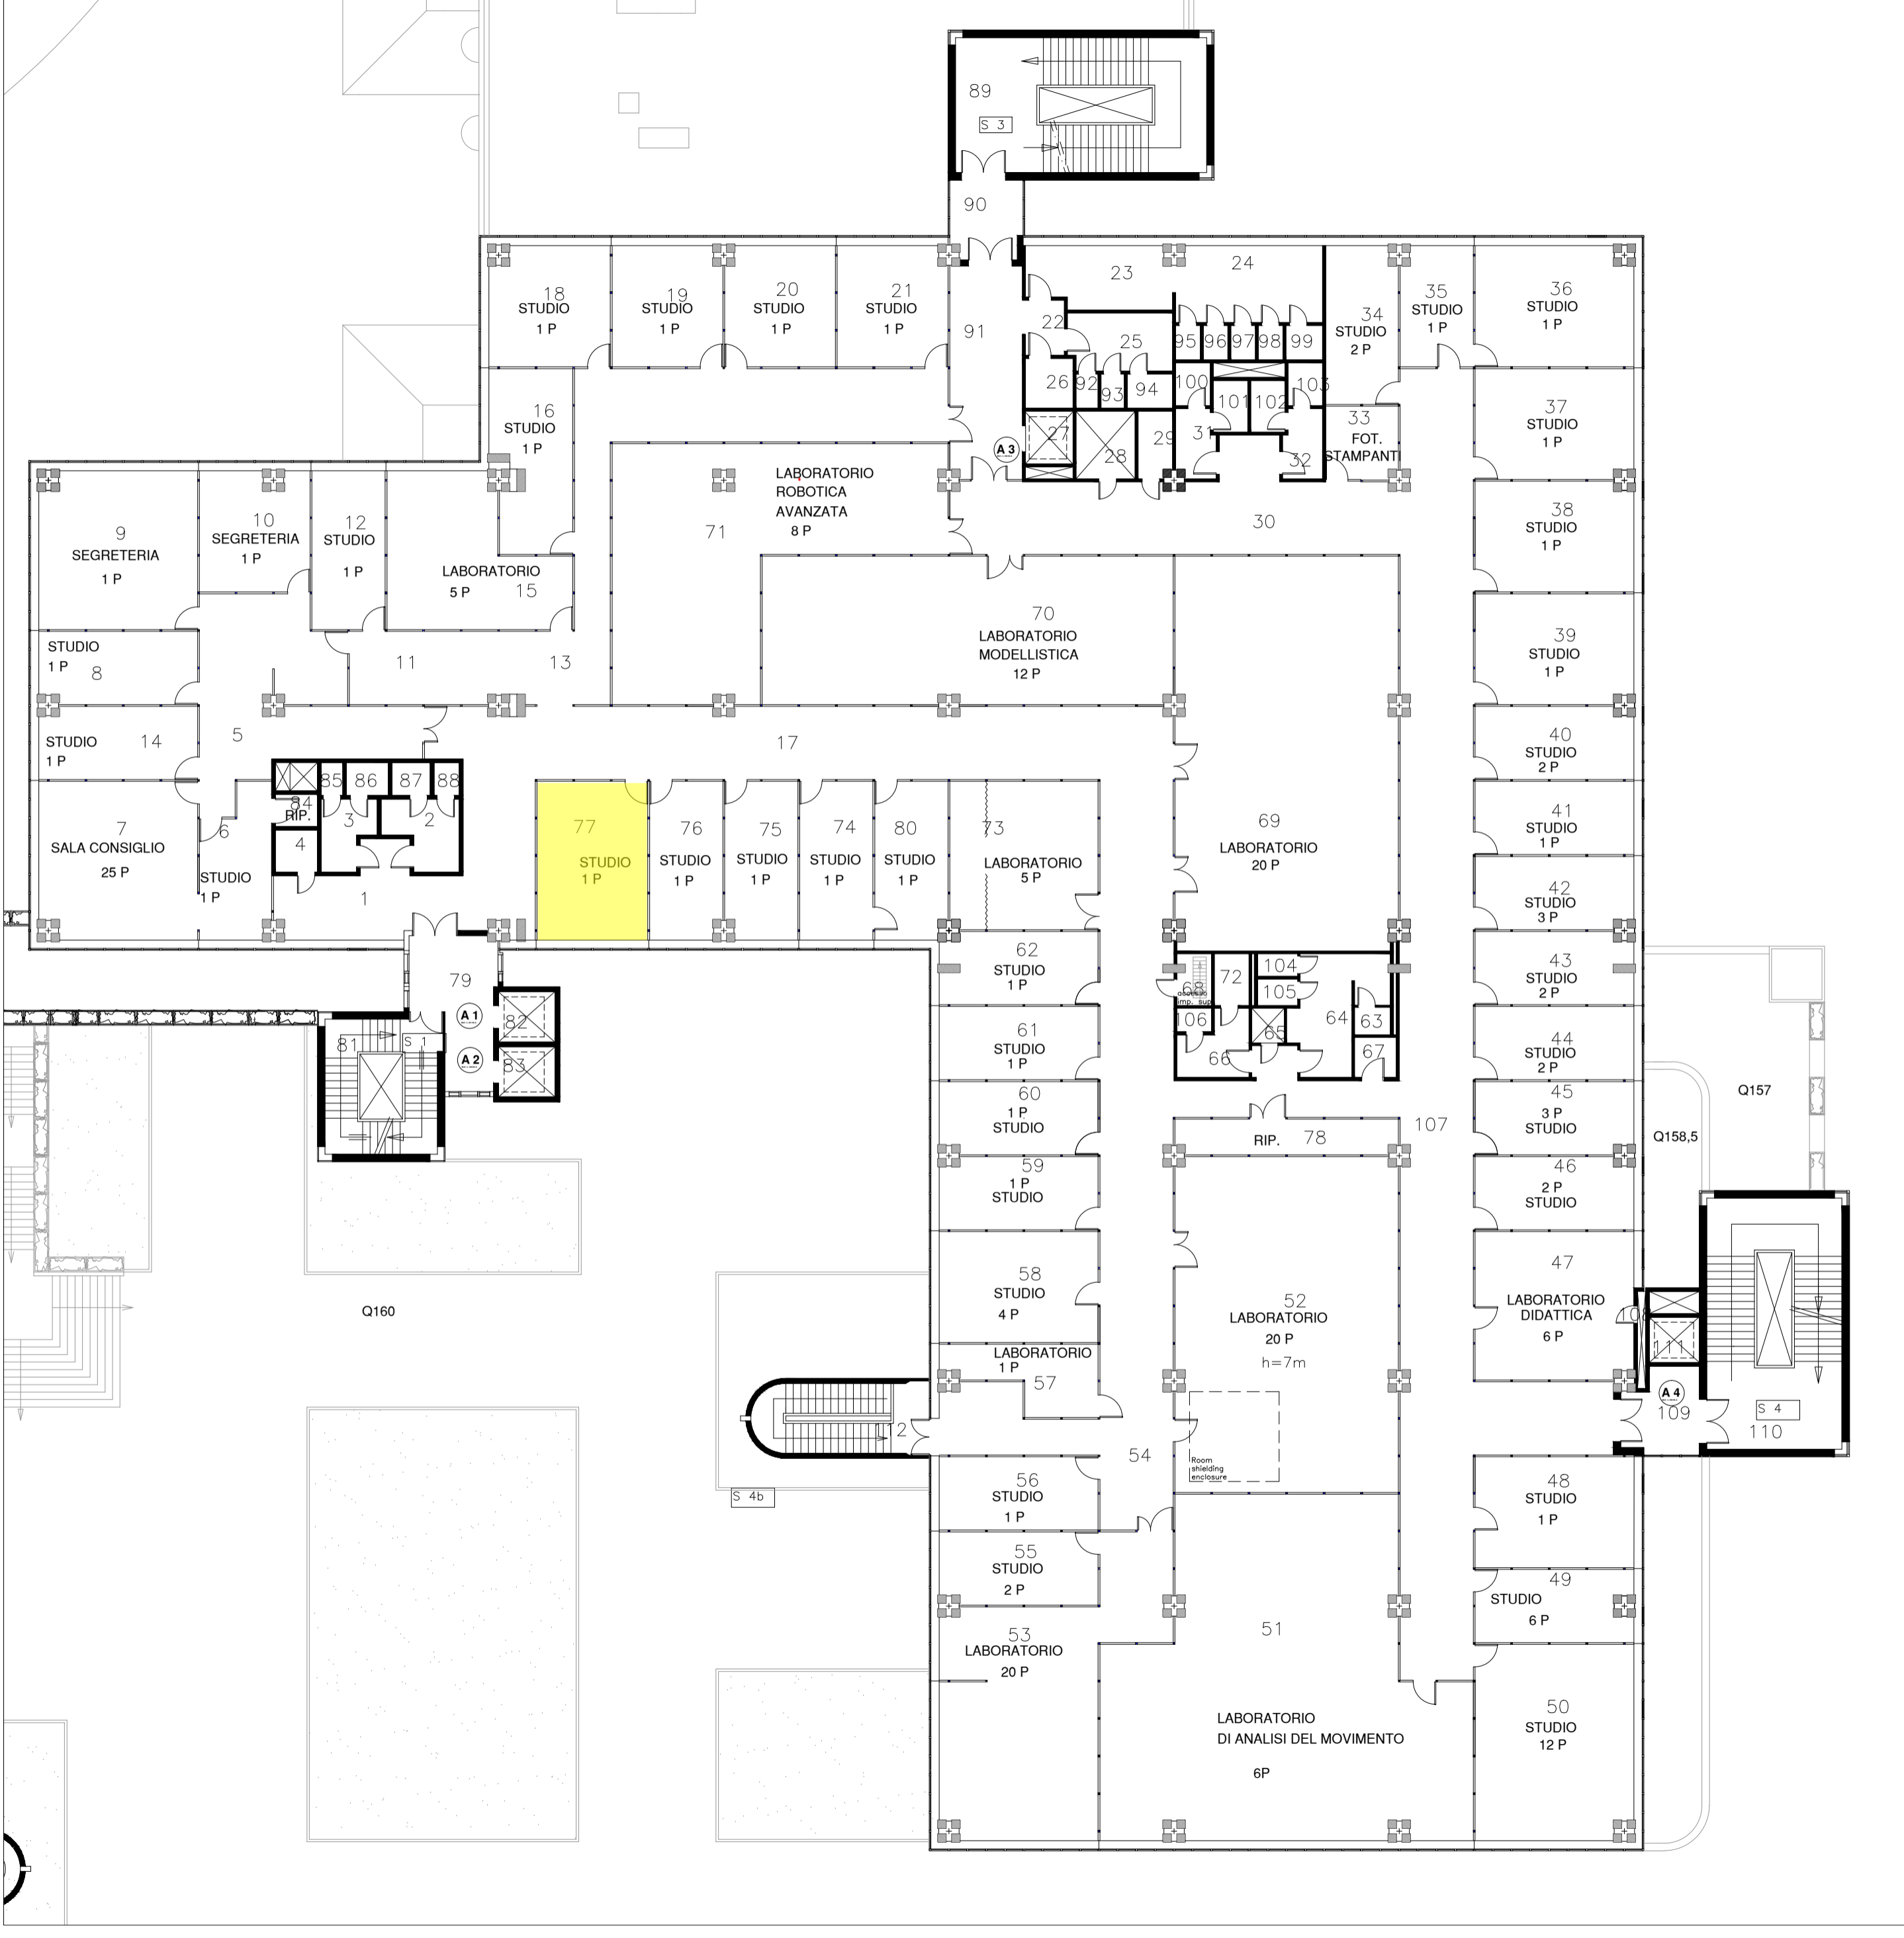 89
S 3
90
18
STUDIO
1 P
19
STUDIO
1 P
20
STUDIO
1 P
21
STUDIO
1 P
91
22
23
24
25
26
92
93
94
95
96
97
98
99
100
101
102
103
27
28
29
31
32
A 3
34
STUDIO
2 P
33
FOT.
STAMPANTI
35
STUDIO
1 P
36
STUDIO
1 P
37
STUDIO
1 P
38
STUDIO
1 P
39
STUDIO
1 P
40
STUDIO
2 P
41
STUDIO
1 P
42
STUDIO
3 P
43
STUDIO
2 P
44
STUDIO
2 P
45
3 P
STUDIO
46
2 P
STUDIO
47
LABORATORIO
DIDATTICA
6 P
16
STUDIO
1 P
9
SEGRETERIA
1 P
10
SEGRETERIA
1 P
12
STUDIO
1 P
LABORATORIO
5 P
15
STUDIO
1 P
8
11
13
STUDIO
14
1 P
5
17
7
SALA CONSIGLIO
25 P
6
STUDIO
1 P
84
RIP.
4
85
86
87
88
3
2
1
LABORATORIO
ROBOTICA
AVANZATA
8 P
71
30
70
LABORATORIO
MODELLISTICA
12 P
69
LABORATORIO
20 P
77
STUDIO
1 P
76
STUDIO
1 P
75
STUDIO
1 P
74
STUDIO
1 P
80
STUDIO
1 P
73
LABORATORIO
5 P
79
A 1
A 2
82
83
81
S 1
62
STUDIO
1 P
61
STUDIO
1 P
60
1 P
STUDIO
59
1 P
STUDIO
58
STUDIO
4 P
LABORATORIO
1 P
57
68
72
104
105
106
66
65
64
63
67
107
RIP.
78
52
LABORATORIO
20 P
h=7m
Room
shielding
enclosure
54
56
STUDIO
1 P
55
STUDIO
2 P
53
LABORATORIO
20 P
51
LABORATORIO
DI ANALISI DEL MOVIMENTO
6P
48
STUDIO
1 P
49
STUDIO
6 P
50
STUDIO
12 P
111
A 4
109
S 4
110
Q157
Q158,5
Q160
S 4b